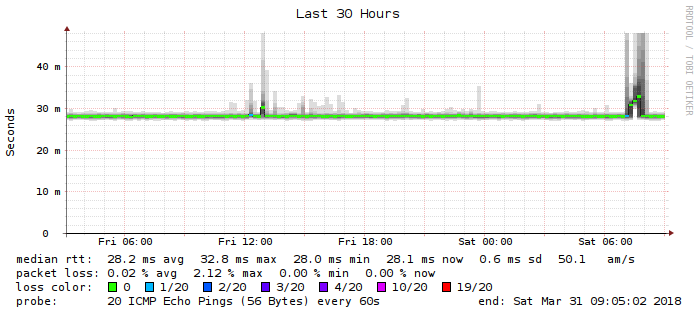 Last 30 Hours
RRDTOOL / TOBI OETIKER
Seconds
40 m
30 m
20 m
10 m
0
Fri 06:00 Fri 12:00 Fri 18:00 Sat 00:00 Sat 06:00
median rtt: 28.2 ms avg 32.8 ms max 28.0 ms min 28.1 ms now 0.6 ms sd 50.1 am/s
packet loss: 0.02 % avg 2.12 % max 0.00 % min 0.00 % now
loss color: 0 1/20 2/20 3/20 4/20 10/20 19/20
probe: 20 ICMP Echo Pings (56 Bytes) every 60s end: Sat Mar 31 09:05:02 2018